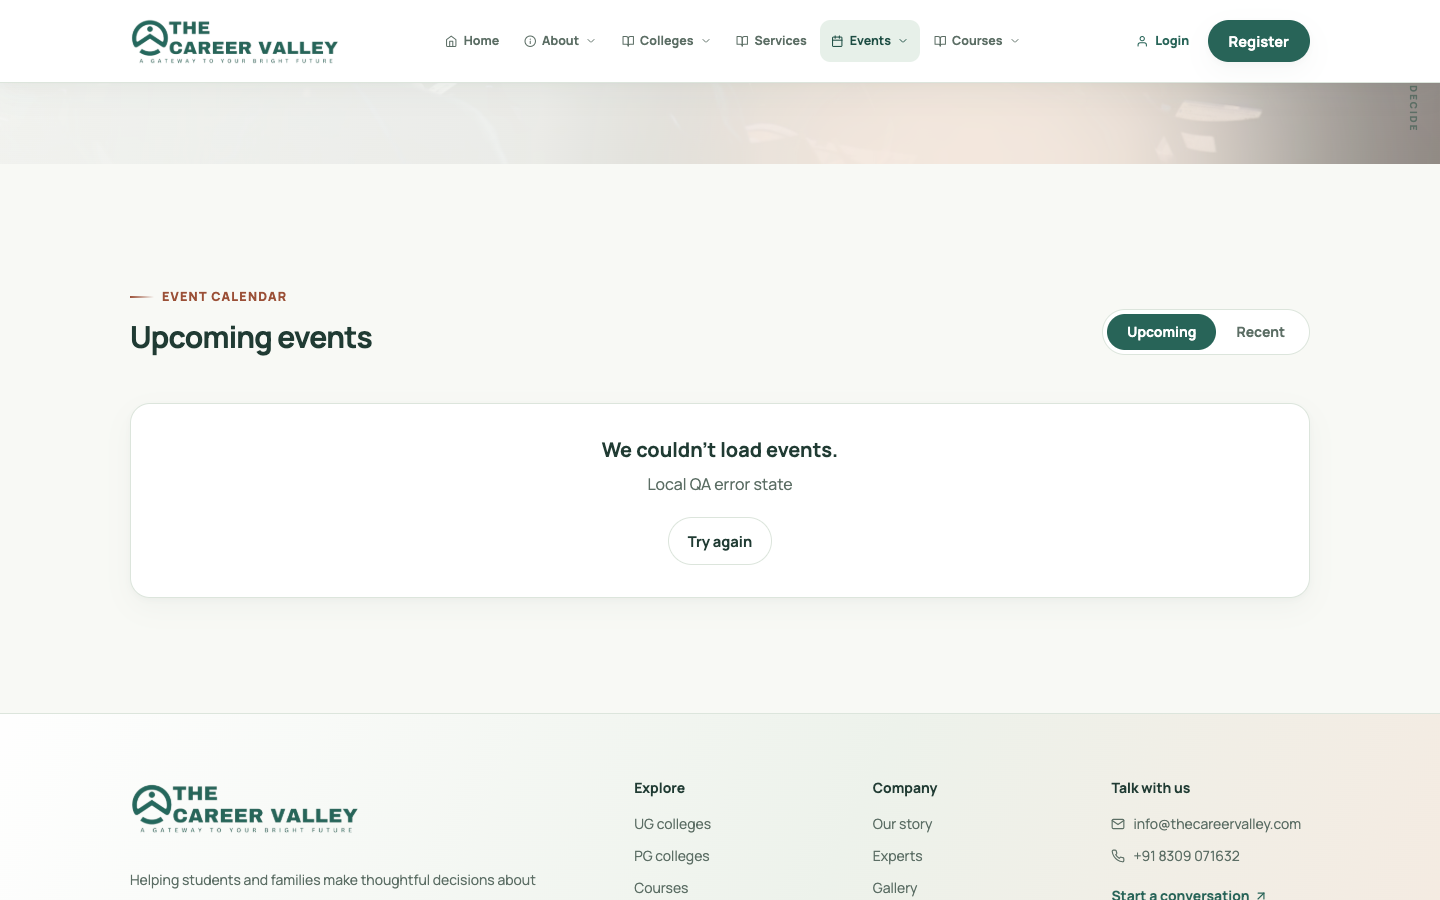 THE
CAREER VALLEY
A GATEWAY TO YOUR BRIGHT FUTURE
Home
About
Colleges
Services
Events
Courses
Login
Register
DECIDE
EVENT CALENDAR
Upcoming events
Upcoming
Recent
We couldn’t load events.
Local QA error state
Try again
THE
CAREER VALLEY
A GATEWAY TO YOUR BRIGHT FUTURE
Helping students and families make thoughtful decisions about
Explore
UG colleges
PG colleges
Courses
Company
Our story
Experts
Gallery
Talk with us
info@thecareervalley.com
+91 8309 071632
Start a conversation